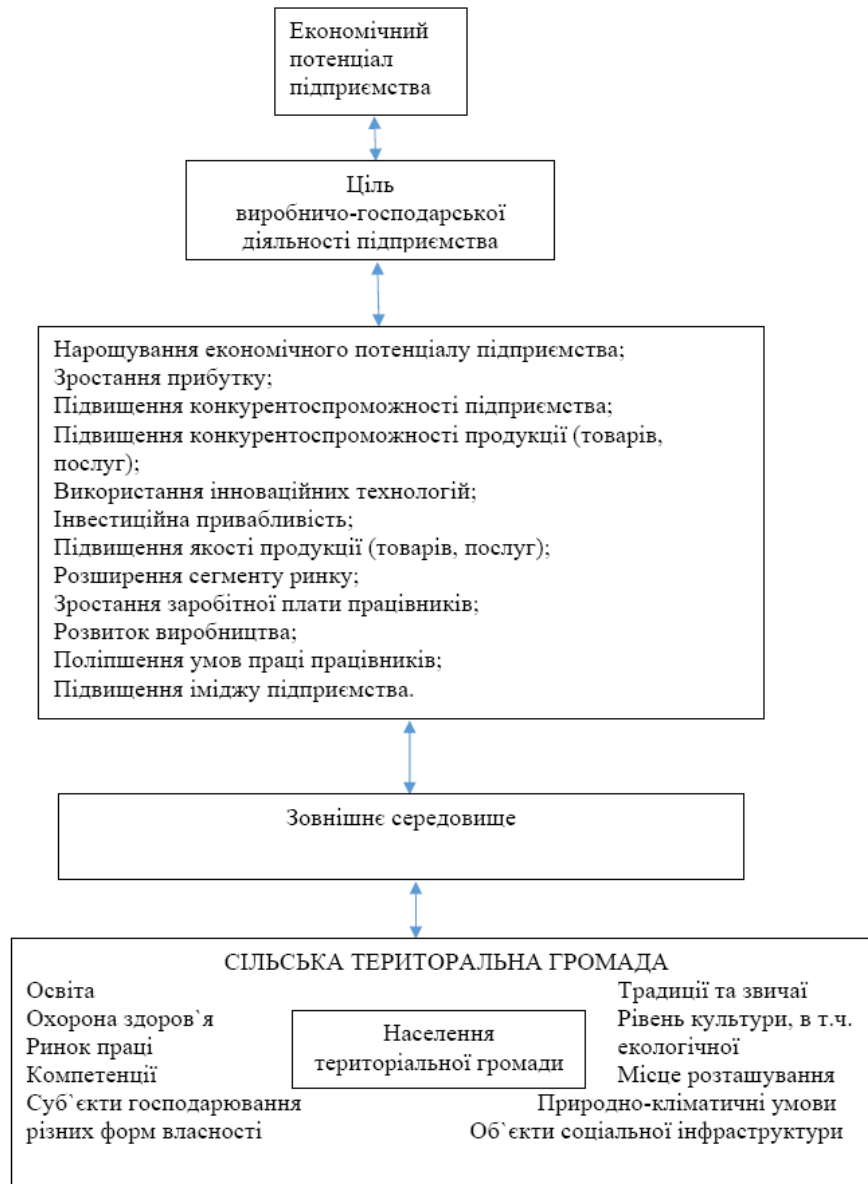 Економічний
потенціал
підприємства
Ціль
виробничо-господарської
діяльності підприємства
Нарощування економічного потенціалу підприємства;
Зростання прибутку;
Підвищення конкурентоспроможності підприємства;
Підвищення конкурентоспроможності продукції (товарів,
послуг);
Використання інноваційних технологій;
Інвестиційна привабливість;
Підвищення якості продукції (товарів, послуг);
Розширення сегменту ринку;
Зростання заробітної плати працівників;
Розвиток виробництва;
Поліпшення умов праці працівників;
Підвищення іміджу підприємства.
Зовнішнє середовище
СІЛЬСЬКА ТЕРИТОРАЛЬНА ГРОМАДА
Освіта
Охорона здоров`я
Ринок праці
Компетенції
Суб`єкти господарювання
різних форм власності
Населення
територіальної громади
Традиції та звичаї
Рівень культури, в т.ч.
екологічної
Місце розташування
Природно-кліматичні умови
Об`єкти соціальної інфраструктури